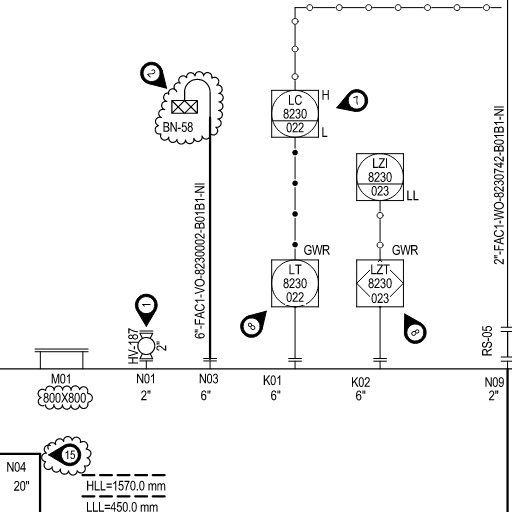 2
BN-58
LC
8230
022
H
L
7
LZI
8230
023
LL
GWR
LT
8230
022
8
GWR
LZT
8230
023
8
1
HV-187
2"
6"-FAC1-VO-8230002-B01B1-NI
2"-FAC1-WO-8230742-B01B1-NI
RS-05
M01
800X800
N01
2"
N03
6"
K01
6"
K02
6"
N09
2"
15
N04
20"
HLL=1570.0 mm
LLL=450.0 mm